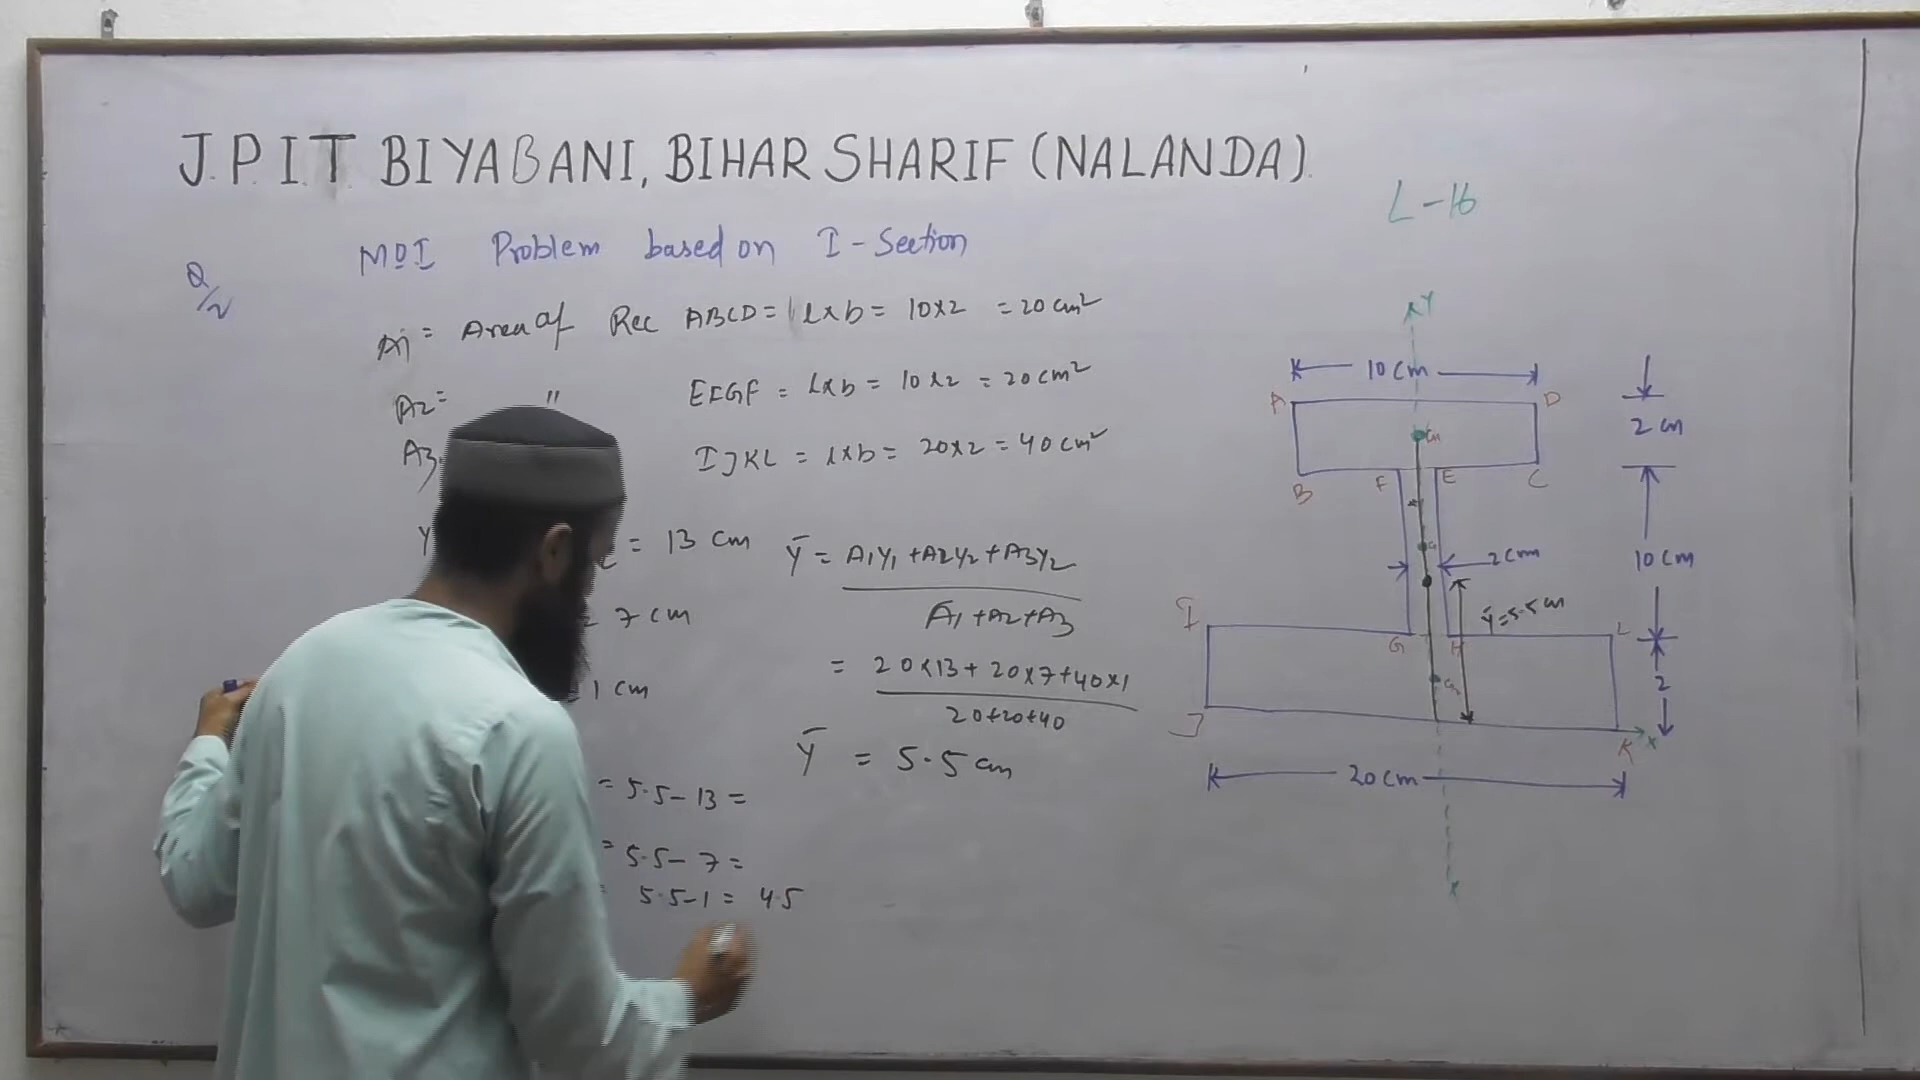 J.P.I.T BIYABANI, BIHAR SHARIF (NALANDA).
L-16
MOI Problem based on I-Section
Q/2
A1 = Area of Rec ABCD = l×b = 10×2 = 20 cm²
A2 = " EEGF = l×b = 10×2 = 20 cm²
A3 IJKL = l×b = 20×2 = 40 cm²
Y = 13 cm
7 cm
1 cm
Ȳ = A1Y1 + A2Y2 + A3Y2
A1 + A2 + A3
= 20×13 + 20×7 + 40×1
20+20+40
Ȳ = 5.5 cm
= 5.5 - 13 =
= 5.5 - 7 =
5.5 - 1 = 4.5
Y
10 cm
A D
2 cm
B F E C
2 cm
10 cm
Ȳ = 5.5 cm
I G H L
2
J K X
20 cm